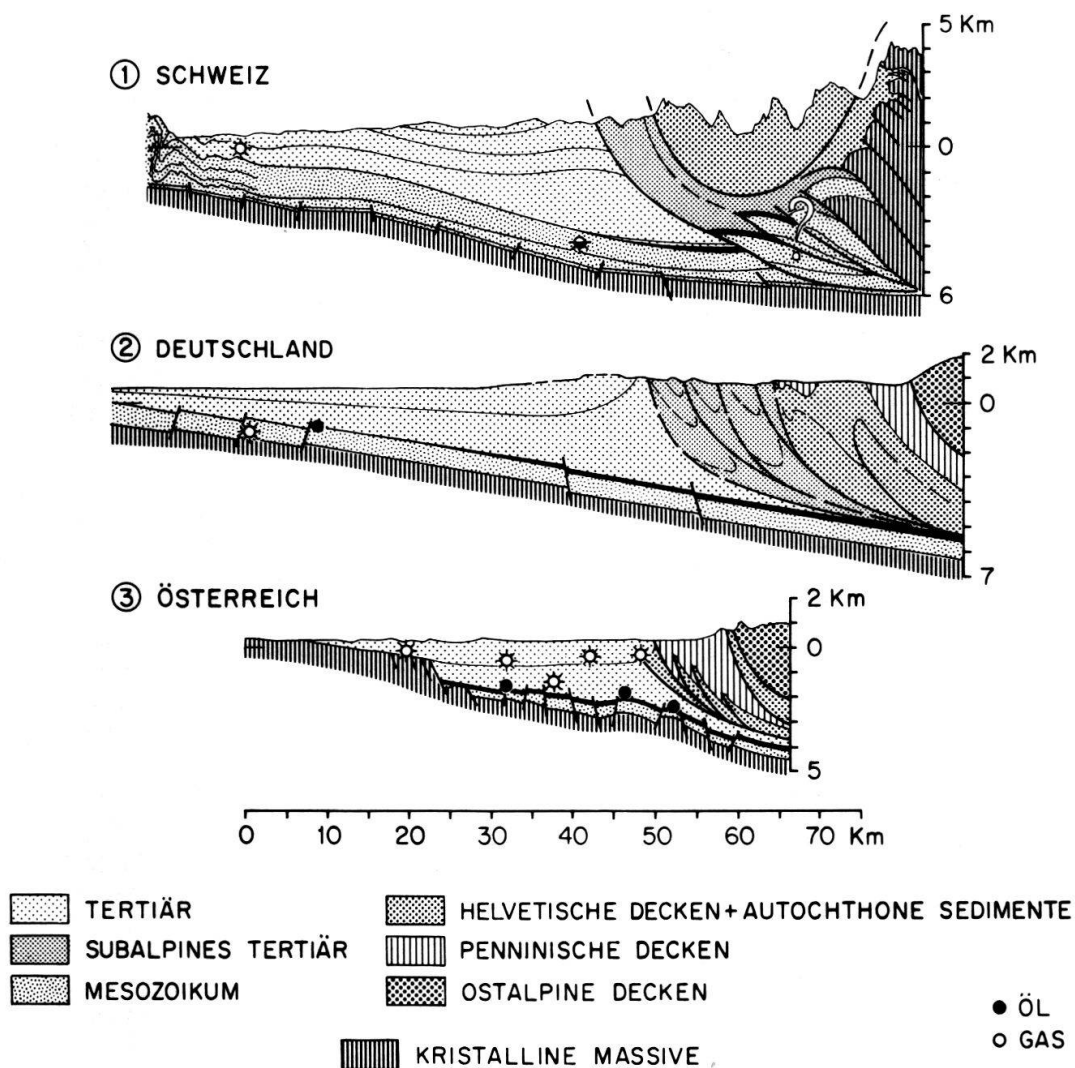 5 Km
① SCHWEIZ
0
?
6
② DEUTSCHLAND
2 Km
0
7
③ ÖSTERREICH
2 Km
0
5
0 10 20 30 40 50 60 70 Km
TERTIÄR
HELVETISCHE DECKEN+AUTOCHTHONE SEDIMENTE
SUBALPINES TERTIÄR
PENNINISCHE DECKEN
MESOZOIKUM
OSTALPINE DECKEN
ÖL
GAS
KRISTALLINE MASSIVE